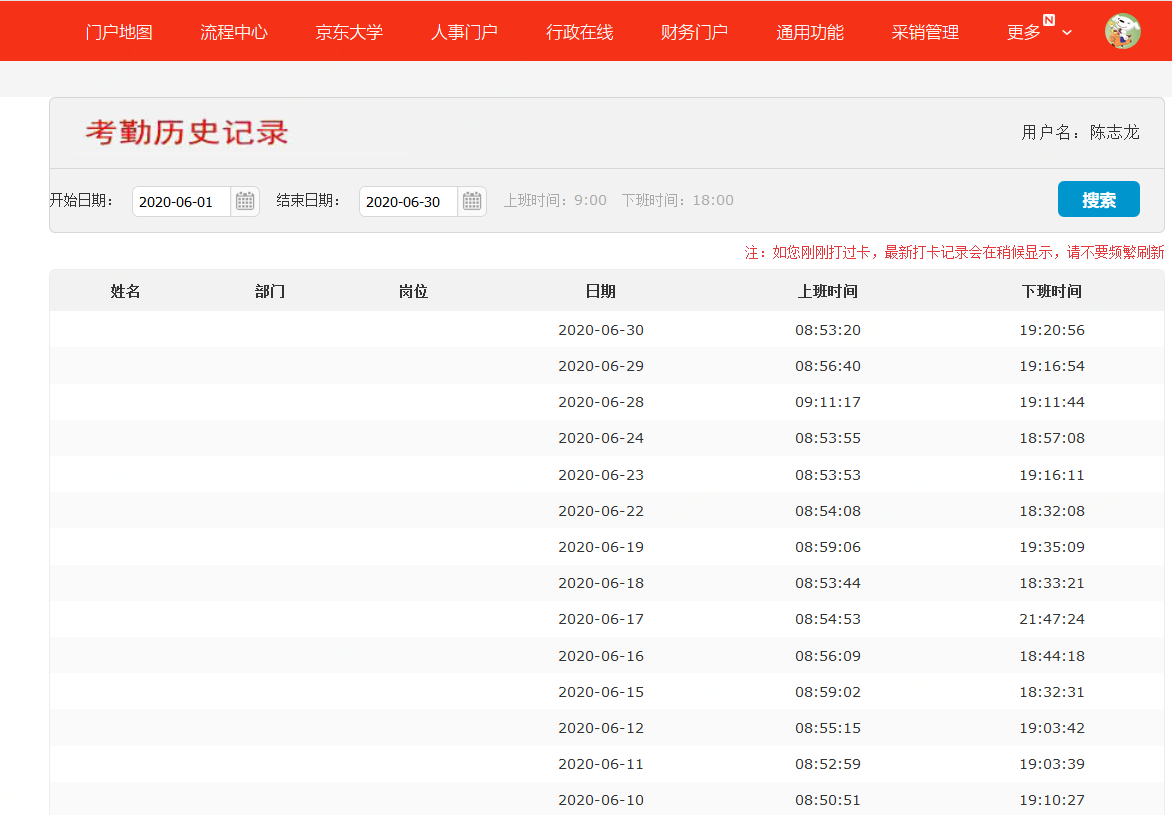 门户地图 流程中心 京东大学 人事门户 行政在线 财务门户 通用功能 采销管理 更多 N
考勤历史记录 用户名：陈志龙
开始日期： 2020-06-01 结束日期： 2020-06-30 上班时间：9:00 下班时间：18:00 搜索
注：如您刚刚打过卡，最新打卡记录会在稍候显示，请不要频繁刷新
姓名 部门 岗位 日期 上班时间 下班时间
2020-06-30 08:53:20 19:20:56
2020-06-29 08:56:40 19:16:54
2020-06-28 09:11:17 19:11:44
2020-06-24 08:53:55 18:57:08
2020-06-23 08:53:53 19:16:11
2020-06-22 08:54:08 18:32:08
2020-06-19 08:59:06 19:35:09
2020-06-18 08:53:44 18:33:21
2020-06-17 08:54:53 21:47:24
2020-06-16 08:56:09 18:44:18
2020-06-15 08:59:02 18:32:31
2020-06-12 08:55:15 19:03:42
2020-06-11 08:52:59 19:03:39
2020-06-10 08:50:51 19:10:27